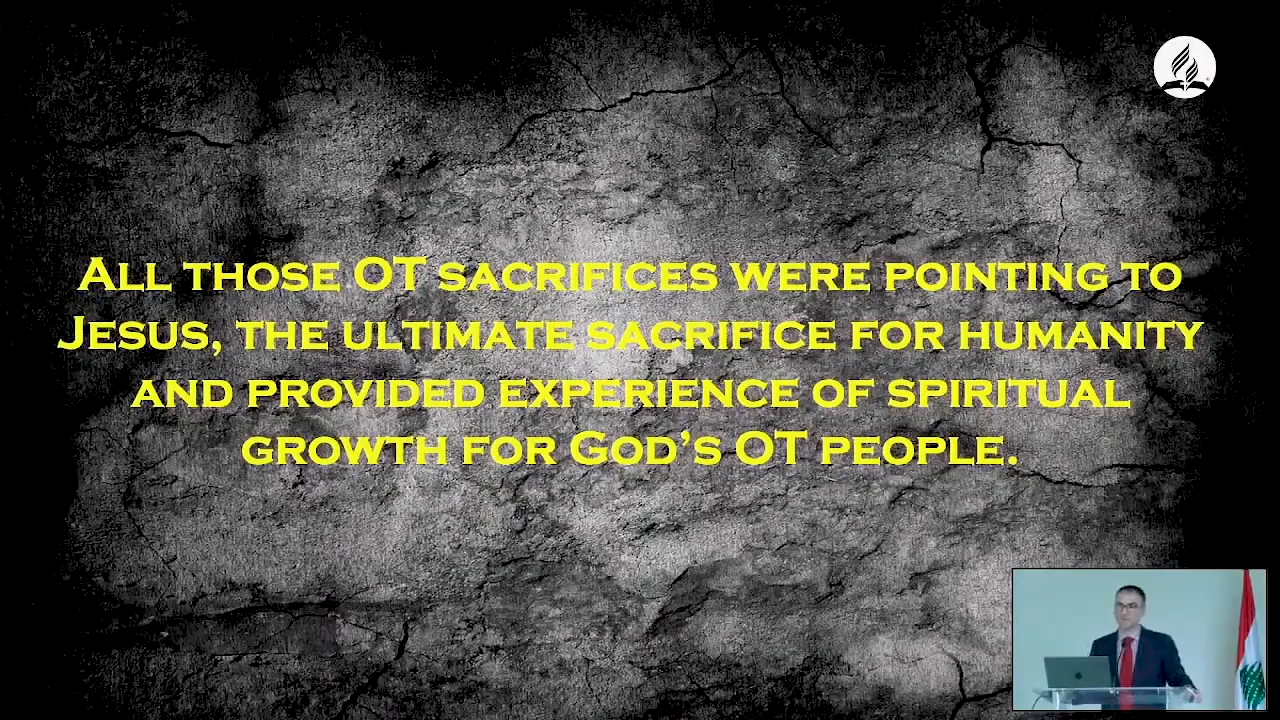 All those OT sacrifices were pointing to
Jesus, the ultimate sacrifice for humanity
and provided experience of spiritual
growth for God's OT people.